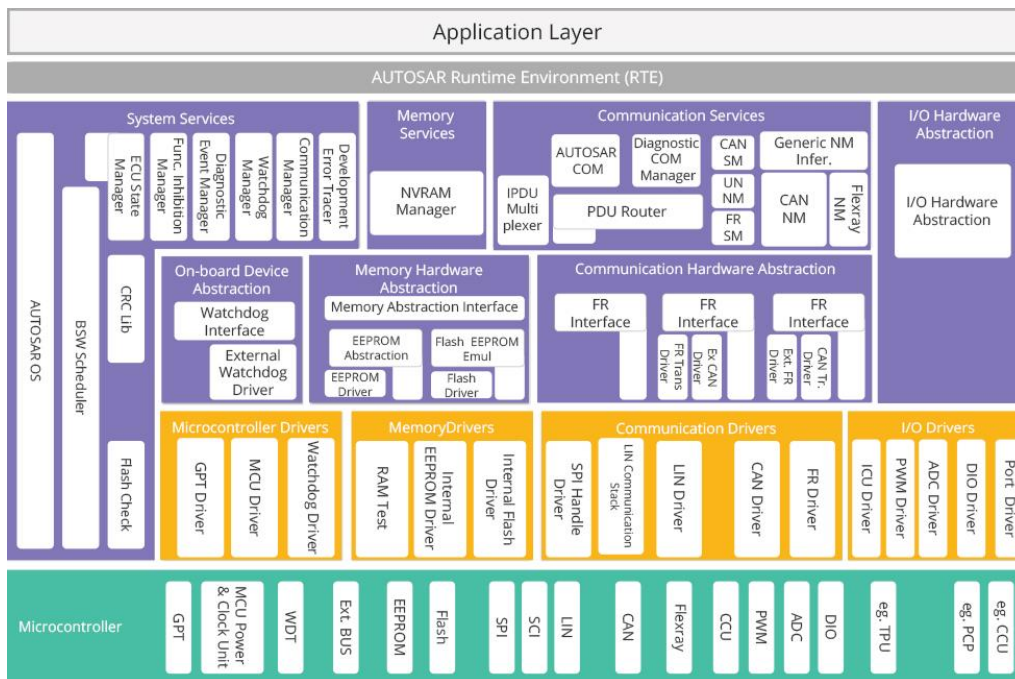 Application Layer
AUTOSAR Runtime Environment (RTE)
System Services
AUTOSAR OS
BSW Scheduler
ECU State
Manager
Func. Inhibition
Manager
Diagnostic
Event Manager
Watchdog
Manager
Communication
Manager
Development
Error Tracer
CRC Lib
Flash Check
Memory
Services
NVRAM
Manager
Communication Services
IPDU
Multi
plexer
AUTOSAR
COM
Diagnostic
COM
Manager
PDU Router
CAN
SM
UN
NM
FR
SM
Generic NM
Infer.
CAN
NM
Flexray
NM
I/O Hardware
Abstraction
I/O Hardware
Abstraction
On-board Device
Abstraction
Watchdog
Interface
External
Watchdog
Driver
Memory Hardware
Abstraction
Memory Abstraction Interface
EEPROM
Abstraction
EEPROM
Driver
Flash EEPROM
Emul
Flash
Driver
Communication Hardware Abstraction
FR
Interface
FR
Interface
FR Trans
Driver
Ex CAN
Driver
FR
Interface
Ext. FR
Driver
CAN Tr.
Driver
Microcontroller Drivers
GPT Driver
MCU Driver
Watchdog Driver
MemoryDrivers
RAM Test
Internal
EEPROM Driver
Internal Flash
Driver
Communication Drivers
SPI Handle
Driver
LIN Communication
Stack
LIN Driver
CAN Driver
FR Driver
I/O Drivers
ICU Driver
PWM Driver
ADC Driver
DIO Driver
Port Driver
Microcontroller
GPT
MCU Power
& Clock Unit
WDT
Ext. BUS
EEPROM
Flash
SPI
SCI
LIN
CAN
Flexray
CCU
PWM
ADC
DIO
eg. TPU
eg. PCP
eg. CCU